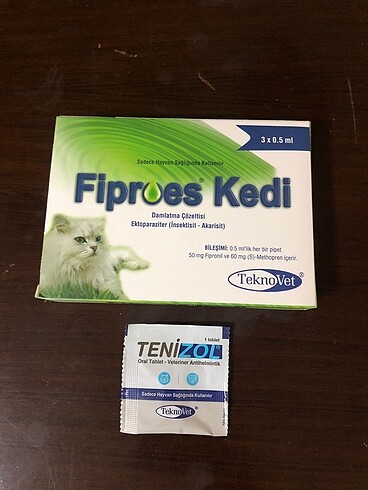 3 x 0.5 ml
Sadece Hayvan Sağlığında Kullanılır
Fiproes® Kedi
Damlatma Çözeltisi
Ektoparaziter (İnsektisit - Akarisit)
BİLEŞİMİ: 0.5 ml'lik her bir pipet
50 mg Fipronil ve 60 mg (S)-Methopren içerir.
TeknoVet®
1 tablet
TENİZOL
Oral Tablet - Veteriner Antihelmintik
Sadece Hayvan Sağlığında Kullanılır
TeknoVet®